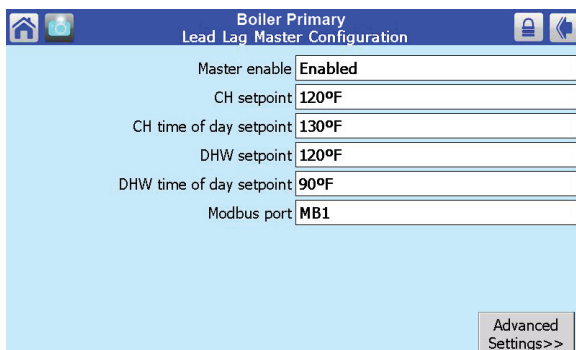 Boiler Primary
Lead Lag Master Configuration
Master enable Enabled
CH setpoint 120ºF
CH time of day setpoint 130ºF
DHW setpoint 120ºF
DHW time of day setpoint 90ºF
Modbus port MB1
Advanced
Settings>>